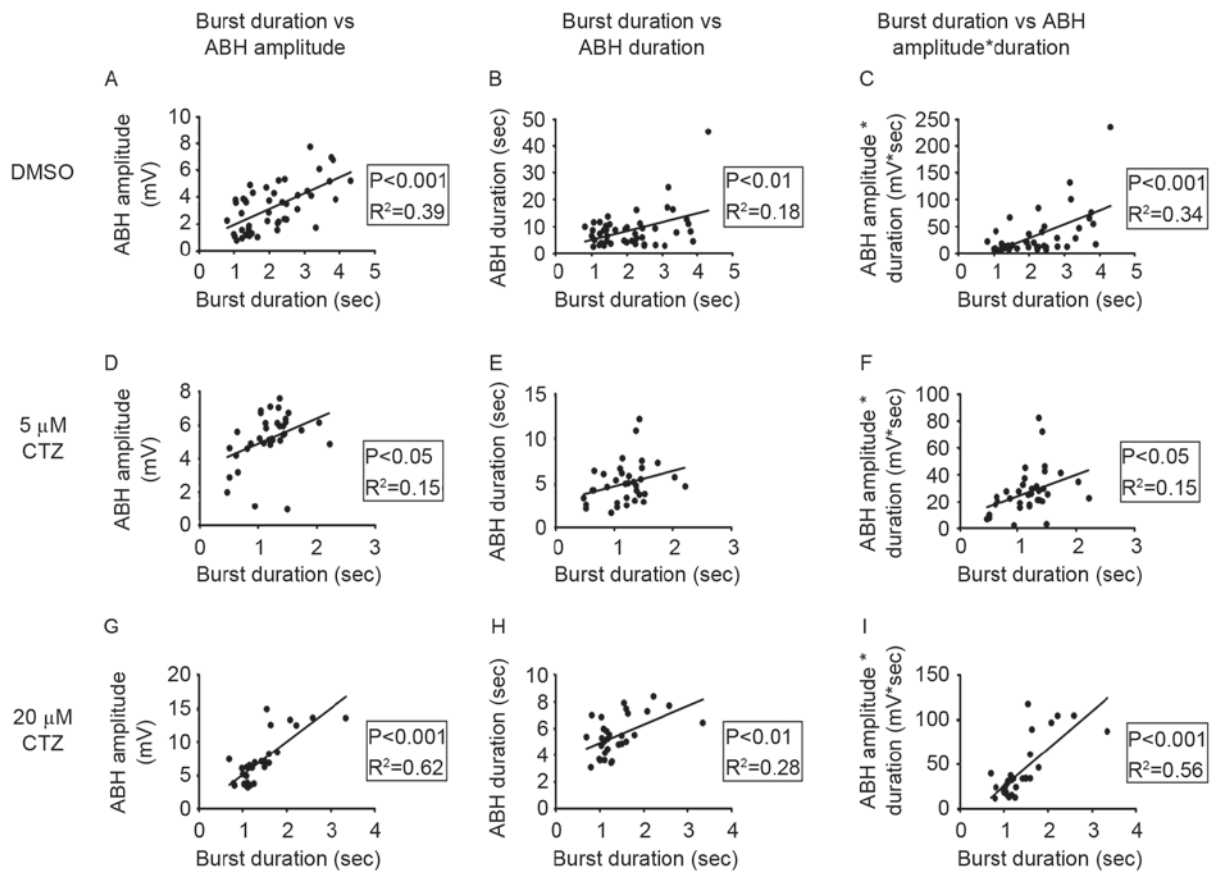 Burst duration vs
ABH amplitude
Burst duration vs
ABH duration
Burst duration vs ABH
amplitude*duration
DMSO
A
ABH amplitude
(mV)
10
8
6
4
2
0
0 1 2 3 4 5
Burst duration (sec)
P<0.001
R²=0.39
B
ABH duration (sec)
50
40
30
20
10
0
0 1 2 3 4 5
Burst duration (sec)
P<0.01
R²=0.18
C
ABH amplitude *
duration (mV*sec)
250
200
150
100
50
0
0 1 2 3 4 5
Burst duration (sec)
P<0.001
R²=0.34
5 μM
CTZ
D
ABH amplitude
(mV)
8
6
4
2
0
0 1 2 3
Burst duration (sec)
P<0.05
R²=0.15
E
ABH duration (sec)
15
10
5
0
0 1 2 3
Burst duration (sec)
F
ABH amplitude *
duration (mV*sec)
100
80
60
40
20
0
0 1 2 3
Burst duration (sec)
P<0.05
R²=0.15
20 μM
CTZ
G
ABH amplitude
(mV)
20
15
10
5
0
0 1 2 3 4
Burst duration (sec)
P<0.001
R²=0.62
H
ABH duration (sec)
10
8
6
4
2
0
0 1 2 3 4
Burst duration (sec)
P<0.01
R²=0.28
I
ABH amplitude *
duration (mV*sec)
150
100
50
0
0 1 2 3 4
Burst duration (sec)
P<0.001
R²=0.56